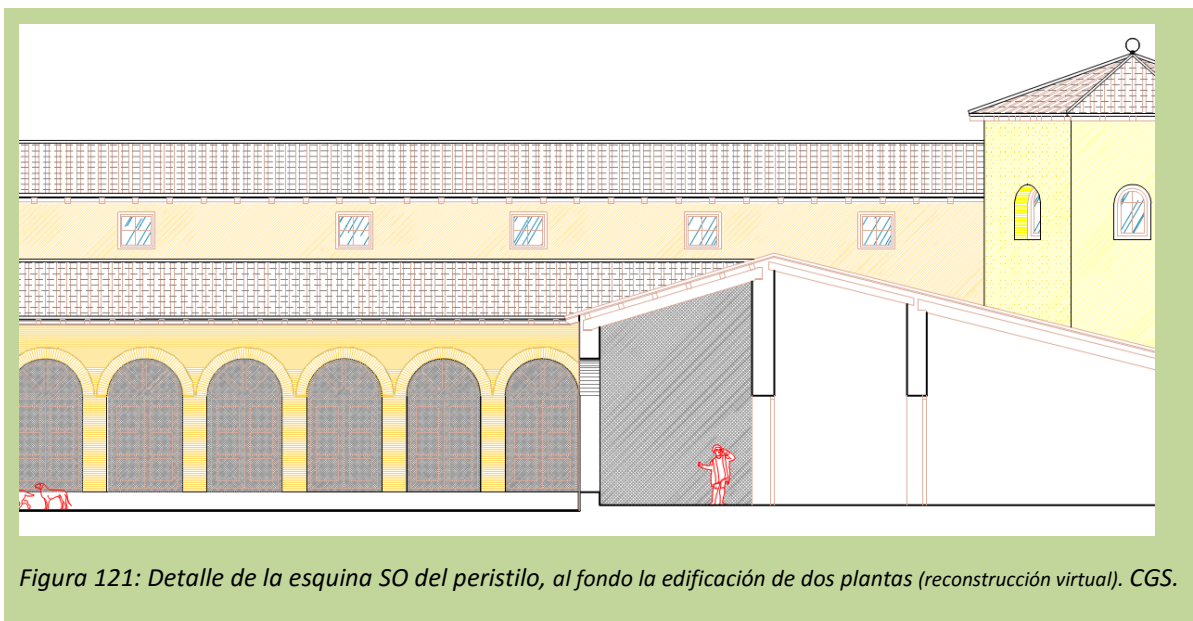 Figura 121: Detalle de la esquina SO del peristilo, al fondo la edificación de dos plantas (reconstrucción virtual). CGS.